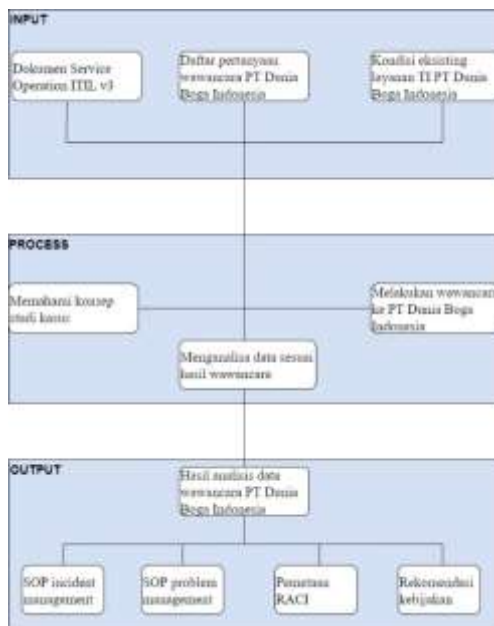 INPUT
Dokumen Service
Operation ITIL v3
Daftar pertanyaan
wawancara PT Dunia
Boga Indonesia
Kondisi eksisting
layanan TI PT Dunia
Boga Indonesia
PROCESS
Memahami konsep
studi kasus
Melakukan wawancara
ke PT Dunia Boga
Indonesia
Menganalisa data sesuai
hasil wawancara
OUTPUT
Hasil analisis data
wawancara PT Dunia
Boga Indonesia
SOP incident
management
SOP problem
management
Pemetaan
RACI
Rekomendasi
kebijakan